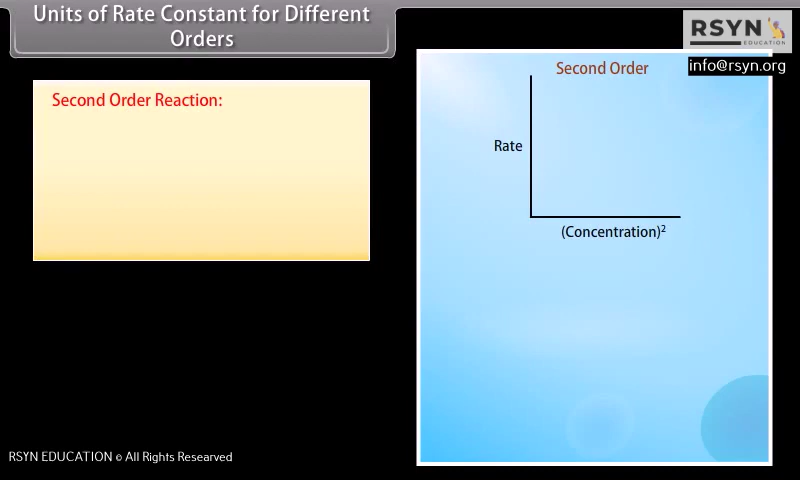 Units of Rate Constant for Different
Orders
RSYN
EDUCATION
info@rsyn.org
Second Order Reaction:
Second Order
Rate
(Concentration)²
RSYN EDUCATION © All Rights Researved